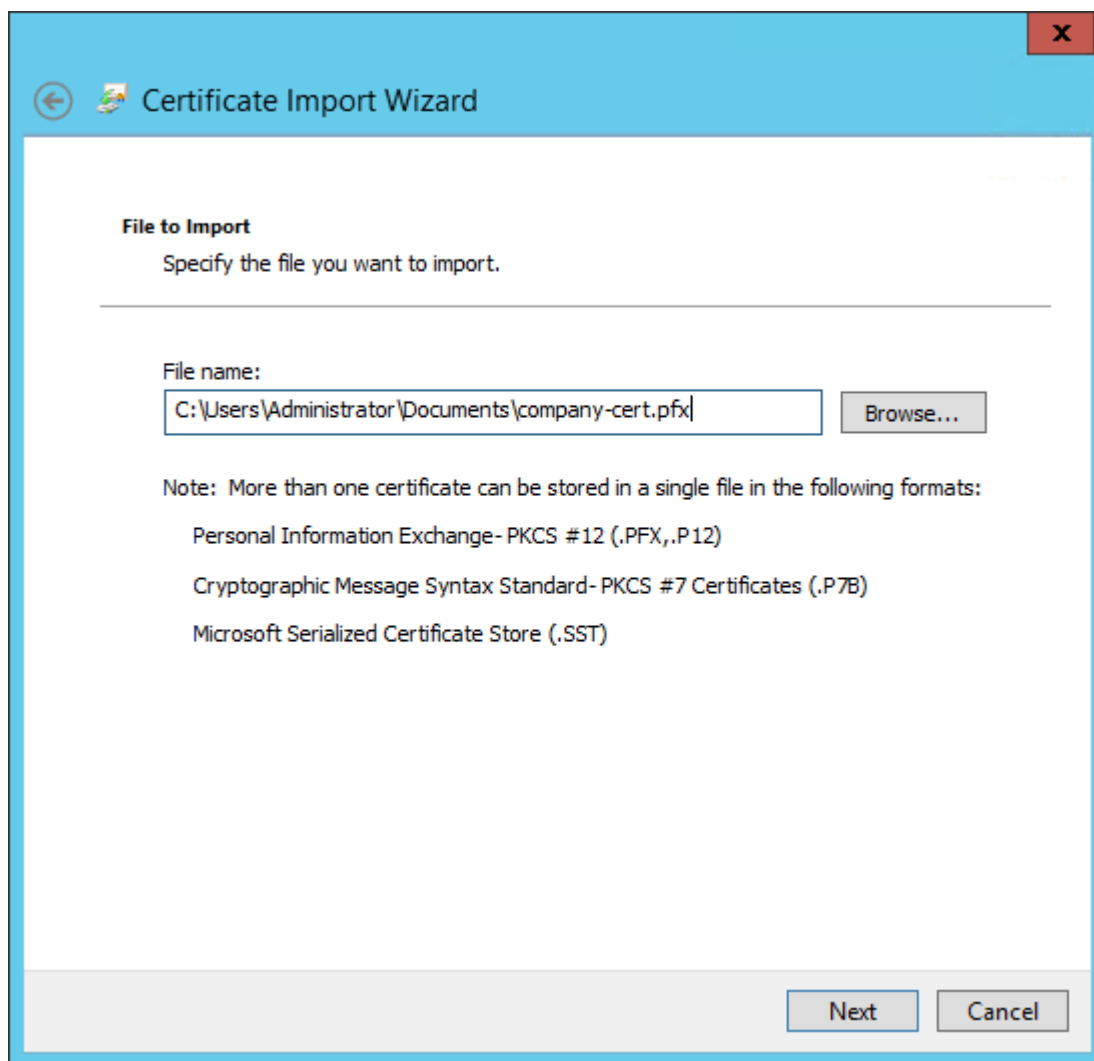 x
Certificate Import Wizard
File to Import
Specify the file you want to import.
File name:
C:\Users\Administrator\Documents\company-cert.pfx
Browse...
Note:  More than one certificate can be stored in a single file in the following formats:
Personal Information Exchange- PKCS #12 (.PFX,.P12)
Cryptographic Message Syntax Standard- PKCS #7 Certificates (.P7B)
Microsoft Serialized Certificate Store (.SST)
Next
Cancel